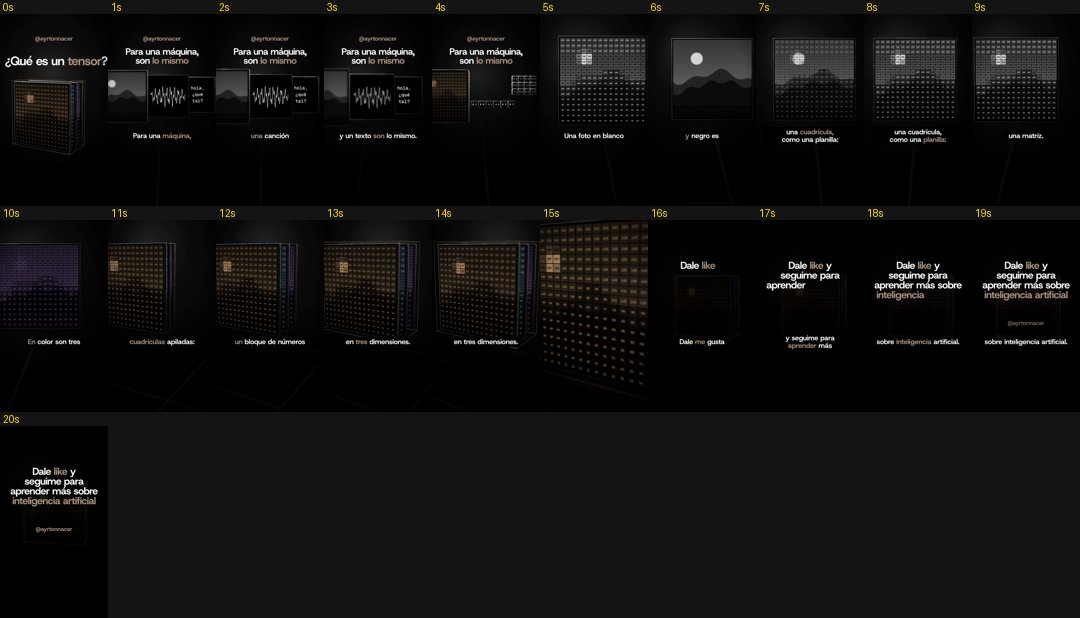 0s
@ayrtonnacer
¿Qué es un tensor?
1s
@ayrtonnacer
Para una máquina,
son lo mismo
hola,
¿qué
tal?
Para una máquina,
2s
@ayrtonnacer
Para una máquina,
son lo mismo
hola,
¿qué
tal?
una canción
3s
@ayrtonnacer
Para una máquina,
son lo mismo
hola,
¿qué
tal?
y un texto son lo mismo.
4s
@ayrtonnacer
Para una máquina,
son lo mismo
5s
Una foto en blanco
6s
y negro es
7s
una cuadrícula,
como una planilla:
8s
una cuadrícula,
como una planilla:
9s
una matriz.
10s
En color son tres
11s
cuadrículas apiladas:
12s
un bloque de números
13s
en tres dimensiones.
14s
en tres dimensiones.
15s
16s
Dale like
Dale me gusta
17s
Dale like y
seguime para
aprender
y seguime para
aprender más
18s
Dale like y
seguime para
aprender más sobre
inteligencia
sobre inteligencia artificial.
19s
Dale like y
seguime para
aprender más sobre
inteligencia artificial
@ayrtonnacer
sobre inteligencia artificial.
20s
Dale like y
seguime para
aprender más sobre
inteligencia artificial
@ayrtonnacer